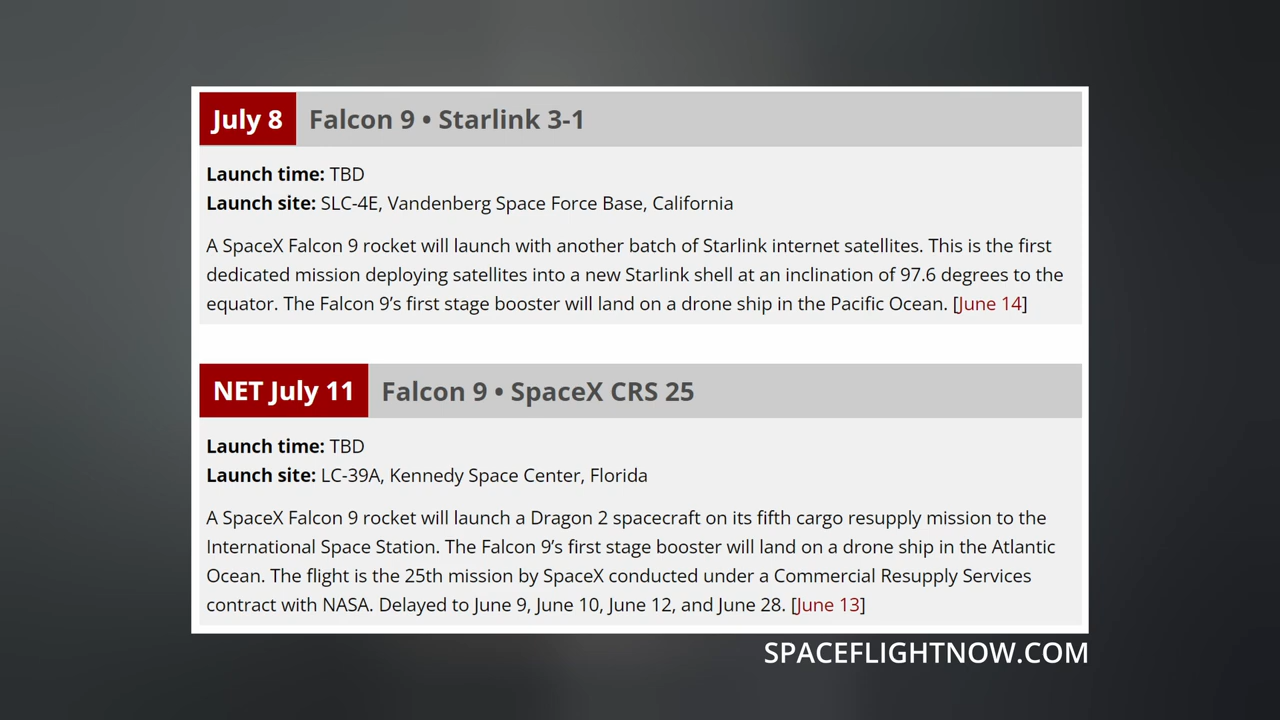 July 8 Falcon 9 • Starlink 3-1
Launch time: TBD
Launch site: SLC-4E, Vandenberg Space Force Base, California
A SpaceX Falcon 9 rocket will launch with another batch of Starlink internet satellites. This is the first
dedicated mission deploying satellites into a new Starlink shell at an inclination of 97.6 degrees to the
equator. The Falcon 9’s first stage booster will land on a drone ship in the Pacific Ocean. [June 14]
NET July 11 Falcon 9 • SpaceX CRS 25
Launch time: TBD
Launch site: LC-39A, Kennedy Space Center, Florida
A SpaceX Falcon 9 rocket will launch a Dragon 2 spacecraft on its fifth cargo resupply mission to the
International Space Station. The Falcon 9’s first stage booster will land on a drone ship in the Atlantic
Ocean. The flight is the 25th mission by SpaceX conducted under a Commercial Resupply Services
contract with NASA. Delayed to June 9, June 10, June 12, and June 28. [June 13]
SPACEFLIGHTNOW.COM